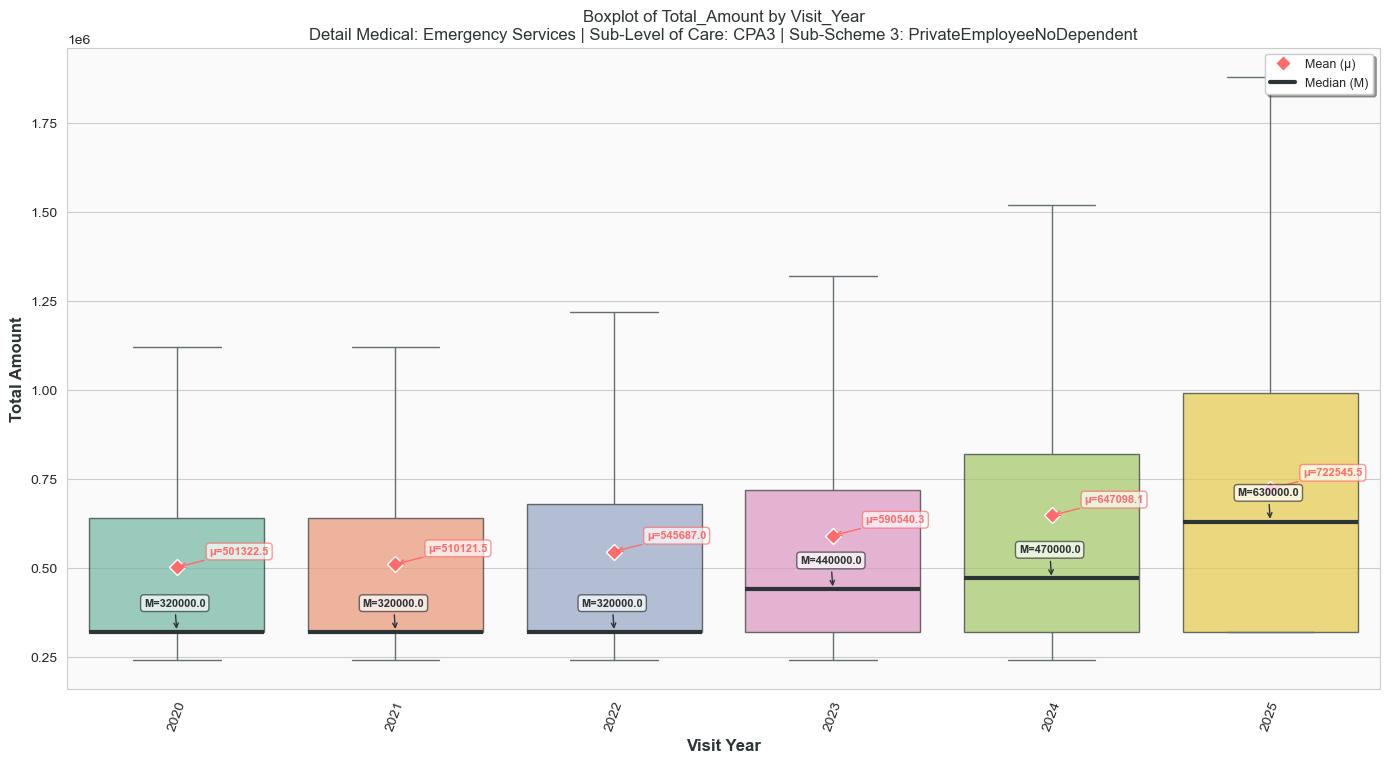 Boxplot of Total_Amount by Visit_Year
Detail Medical: Emergency Services | Sub-Level of Care: CPA3 | Sub-Scheme 3: PrivateEmployeeNoDependent
1e6
Mean (μ)
Median (M)
1.75
1.50
1.25
1.00
0.75
0.50
0.25
Total Amount
μ=501322.5
M=320000.0
μ=510121.5
M=320000.0
μ=545687.0
M=320000.0
μ=590540.3
M=440000.0
μ=647098.1
M=470000.0
μ=722545.5
M=630000.0
2020
2021
2022
2023
2024
2025
Visit Year